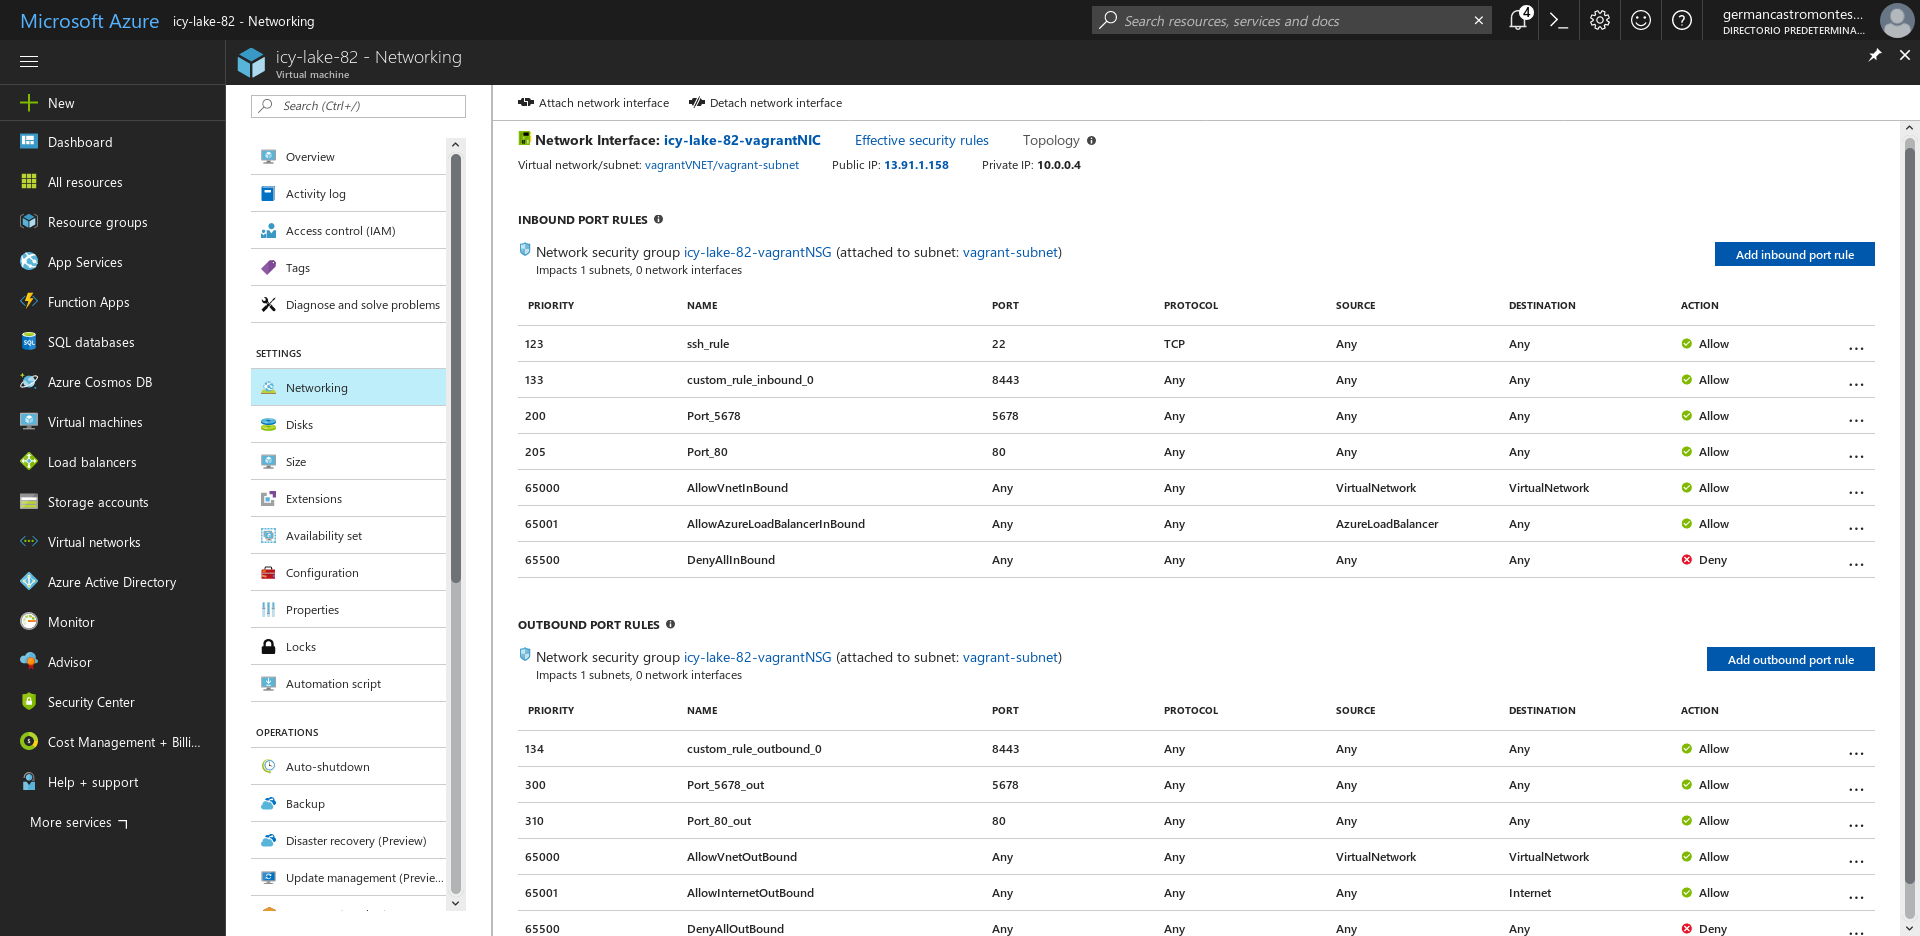 Microsoft Azure icy-lake-82 - Networking
Search resources, services and docs
4
germancastromontes...
DIRECTORIO PREDETERMINA...
New
Dashboard
All resources
Resource groups
App Services
Function Apps
SQL databases
Azure Cosmos DB
Virtual machines
Load balancers
Storage accounts
Virtual networks
Azure Active Directory
Monitor
Advisor
Security Center
Cost Management + Billi...
Help + support
More services
icy-lake-82 - Networking
Virtual machine
Search (Ctrl+/)
Overview
Activity log
Access control (IAM)
Tags
Diagnose and solve problems
SETTINGS
Networking
Disks
Size
Extensions
Availability set
Configuration
Properties
Locks
Automation script
OPERATIONS
Auto-shutdown
Backup
Disaster recovery (Preview)
Update management (Previe...
Attach network interface Detach network interface
Network Interface: icy-lake-82-vagrantNIC Effective security rules Topology
Virtual network/subnet: vagrantVNET/vagrant-subnet Public IP: 13.91.1.158 Private IP: 10.0.0.4
INBOUND PORT RULES
Network security group icy-lake-82-vagrantNSG (attached to subnet: vagrant-subnet)
Impacts 1 subnets, 0 network interfaces
Add inbound port rule
PRIORITY NAME PORT PROTOCOL SOURCE DESTINATION ACTION
123 ssh_rule 22 TCP Any Any Allow ...
133 custom_rule_inbound_0 8443 Any Any Any Allow ...
200 Port_5678 5678 Any Any Any Allow ...
205 Port_80 80 Any Any Any Allow ...
65000 AllowVnetInBound Any Any VirtualNetwork VirtualNetwork Allow ...
65001 AllowAzureLoadBalancerInBound Any Any AzureLoadBalancer Any Allow ...
65500 DenyAllInBound Any Any Any Any Deny ...
OUTBOUND PORT RULES
Network security group icy-lake-82-vagrantNSG (attached to subnet: vagrant-subnet)
Impacts 1 subnets, 0 network interfaces
Add outbound port rule
PRIORITY NAME PORT PROTOCOL SOURCE DESTINATION ACTION
134 custom_rule_outbound_0 8443 Any Any Any Allow ...
300 Port_5678_out 5678 Any Any Any Allow ...
310 Port_80_out 80 Any Any Any Allow ...
65000 AllowVnetOutBound Any Any VirtualNetwork VirtualNetwork Allow ...
65001 AllowInternetOutBound Any Any Any Internet Allow ...
65500 DenyAllOutBound Any Any Any Any Deny ...